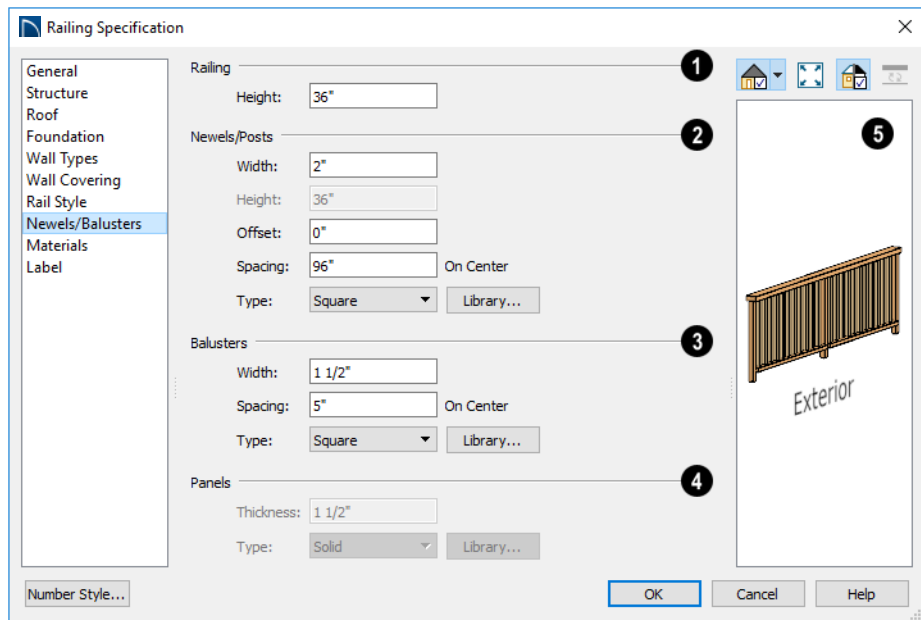 Railing Specification
General
Structure
Roof
Foundation
Wall Types
Wall Covering
Rail Style
Newels/Balusters
Materials
Label
Railing 1
Height: 36"
Newels/Posts 2
Width: 2"
Height: 36"
Offset: 0"
Spacing: 96" On Center
Type: Square Library...
Balusters 3
Width: 1 1/2"
Spacing: 5" On Center
Type: Square Library...
Panels 4
Thickness: 1 1/2"
Type: Solid Library...
5
Exterior
Number Style... OK Cancel Help